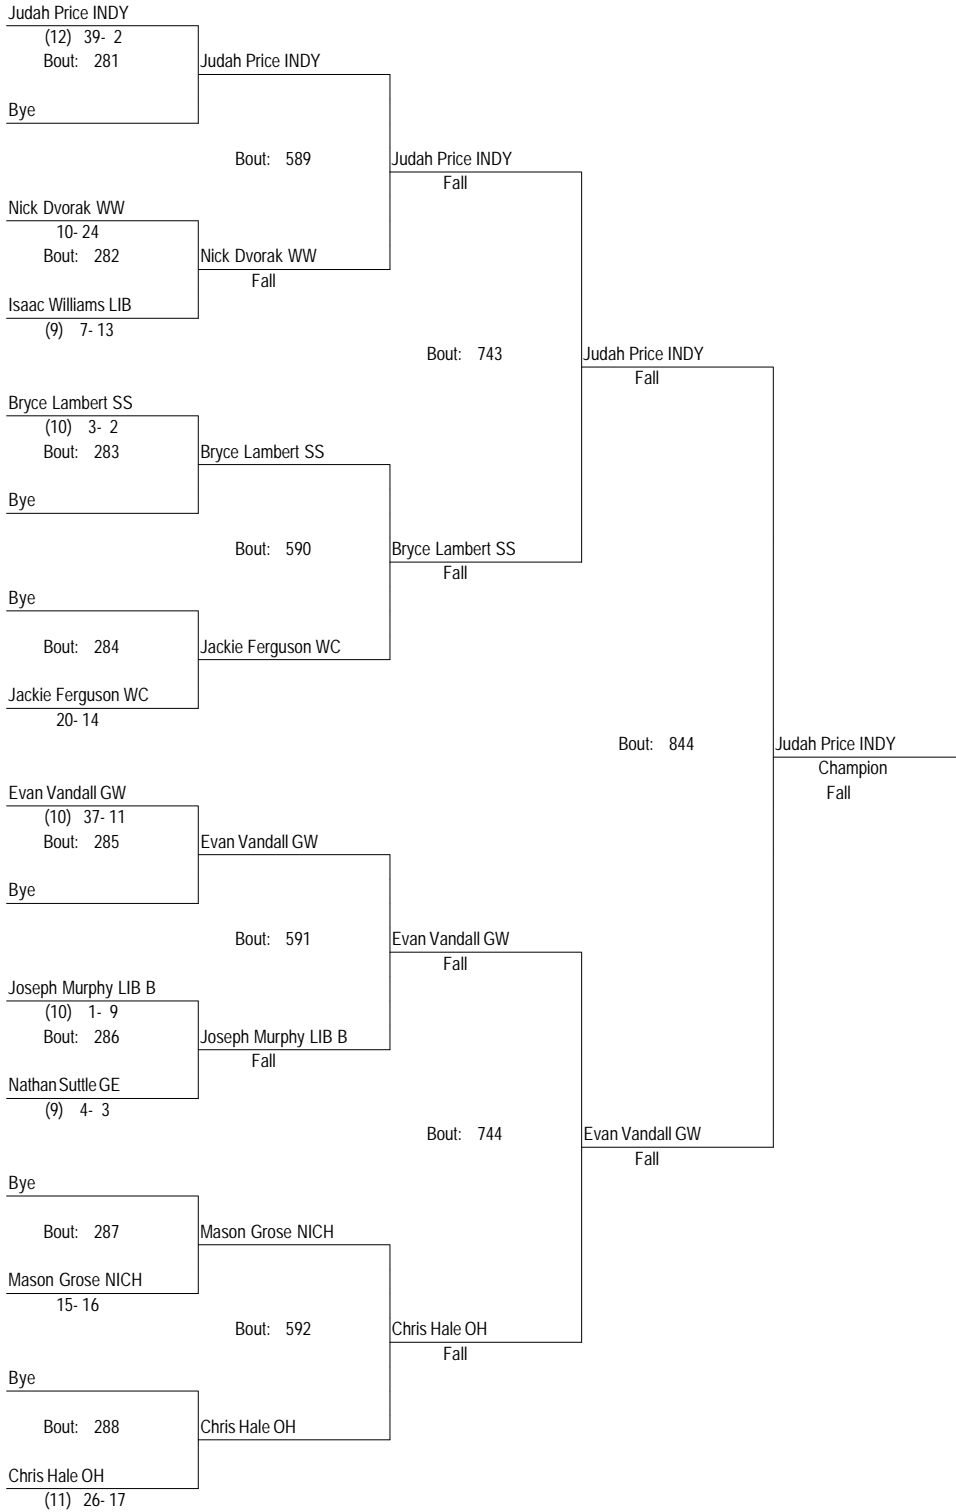 Judah Price INDY
(12) 39- 2
Bout: 281
Judah Price INDY
Bye
Bout: 589
Judah Price INDY
Fall
Nick Dvorak WW
10- 24
Bout: 282
Nick Dvorak WW
Fall
Isaac Williams LIB
(9) 7- 13
Bout: 743
Judah Price INDY
Fall
Bryce Lambert SS
(10) 3- 2
Bout: 283
Bryce Lambert SS
Bye
Bout: 590
Bryce Lambert SS
Fall
Bye
Bout: 284
Jackie Ferguson WC
Jackie Ferguson WC
20- 14
Bout: 844
Judah Price INDY
Champion
Fall
Evan Vandall GW
(10) 37- 11
Bout: 285
Evan Vandall GW
Bye
Bout: 591
Evan Vandall GW
Fall
Joseph Murphy LIB B
(10) 1- 9
Bout: 286
Joseph Murphy LIB B
Fall
Nathan Suttle GE
(9) 4- 3
Bout: 744
Evan Vandall GW
Fall
Bye
Bout: 287
Mason Grose NICH
Mason Grose NICH
15- 16
Bout: 592
Chris Hale OH
Fall
Bye
Bout: 288
Chris Hale OH
Chris Hale OH
(11) 26- 17